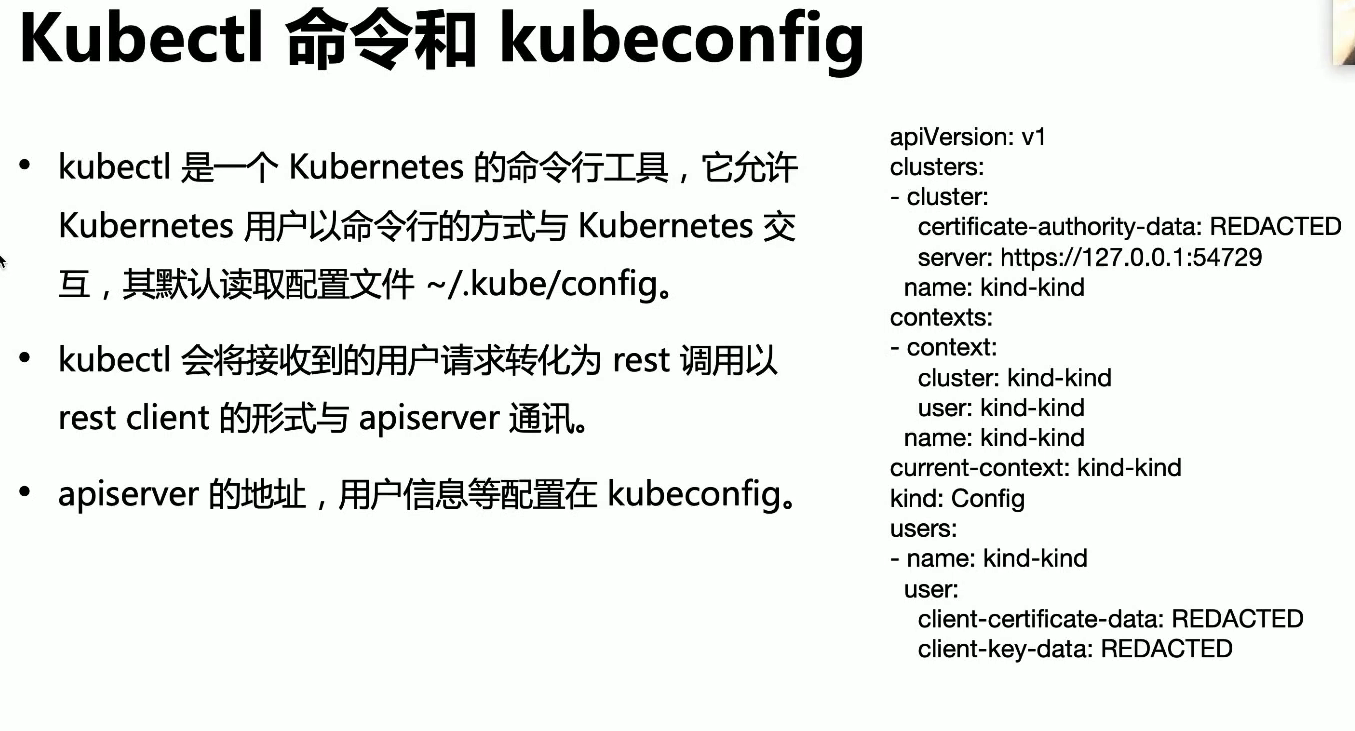 Kubectl 命令和 kubeconfig
• kubectl 是一个 Kubernetes 的命令行工具，它允许
Kubernetes 用户以命令行的方式与 Kubernetes 交
互，其默认读取配置文件 ~/.kube/config。
• kubectl 会将接收到的用户请求转化为 rest 调用以
rest client 的形式与 apiserver 通讯。
• apiserver 的地址，用户信息等配置在 kubeconfig。
apiVersion: v1
clusters:
- cluster:
    certificate-authority-data: REDACTED
    server: https://127.0.0.1:54729
  name: kind-kind
contexts:
- context:
    cluster: kind-kind
    user: kind-kind
  name: kind-kind
current-context: kind-kind
kind: Config
users:
- name: kind-kind
  user:
    client-certificate-data: REDACTED
    client-key-data: REDACTED